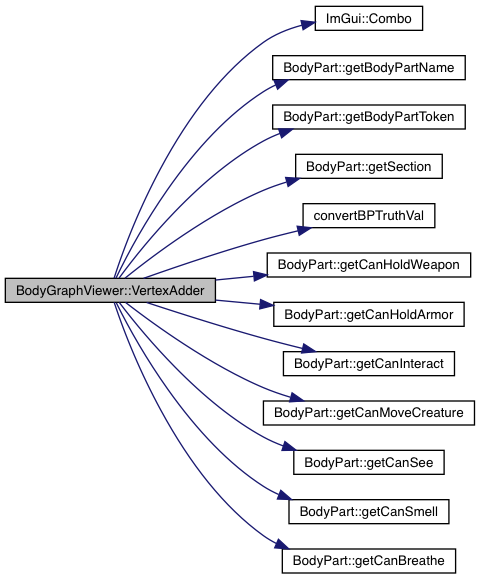 ImGui::Combo
BodyPart::getBodyPartName
BodyPart::getBodyPartToken
BodyPart::getSection
convertBPTruthVal
BodyPart::getCanHoldWeapon
BodyGraphViewer::VertexAdder
BodyPart::getCanHoldArmor
BodyPart::getCanInteract
BodyPart::getCanMoveCreature
BodyPart::getCanSee
BodyPart::getCanSmell
BodyPart::getCanBreathe